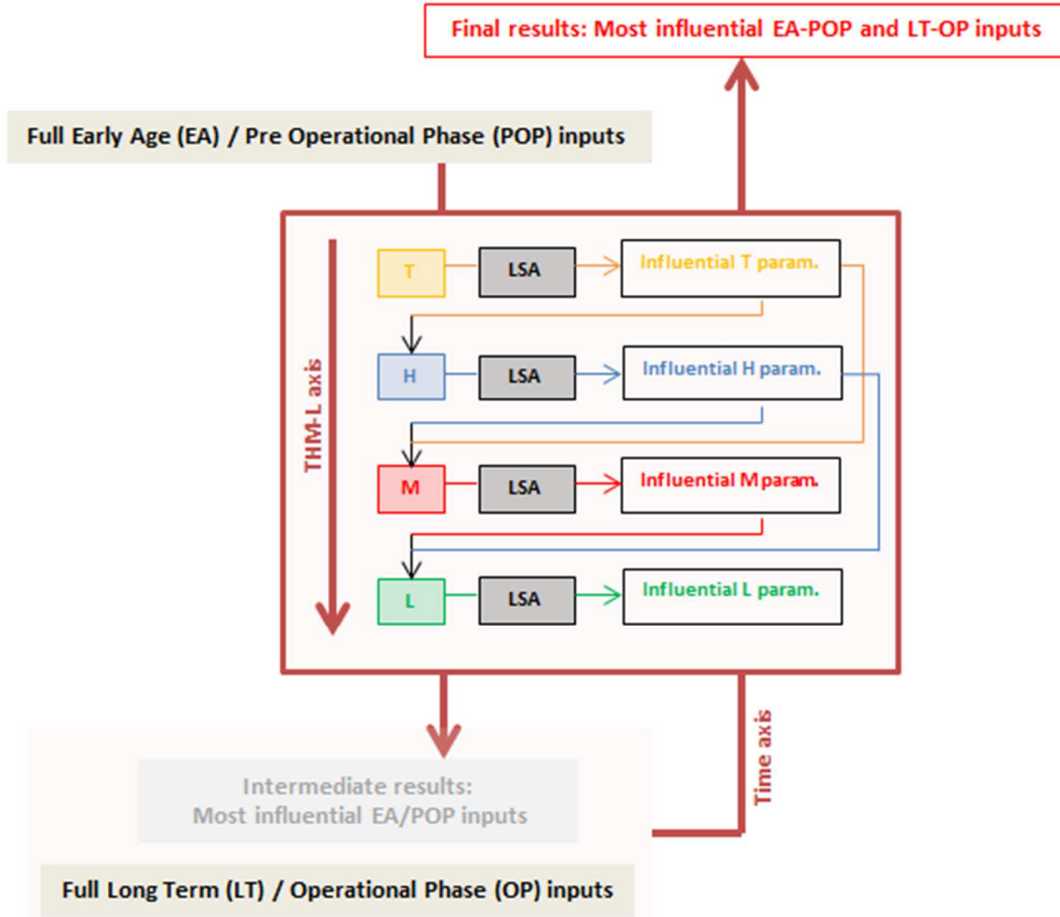 Final results: Most influential EA-POP and LT-OP inputs
Full Early Age (EA) / Pre Operational Phase (POP) inputs
THM-L axis
T
LSA
Influential T param.
H
LSA
Influential H param.
M
LSA
Influential M param.
L
LSA
Influential L param.
Time axis
Intermediate results:
Most influential EA/POP inputs
Full Long Term (LT) / Operational Phase (OP) inputs